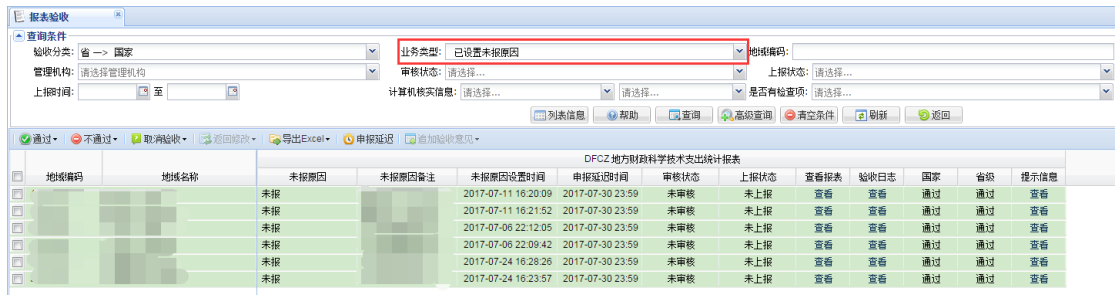 报表验收
查询条件
验收分类: 省 —> 国家 业务类型: 已设置未报原因 地域编码:
管理机构: 请选择管理机构 审核状态: 请选择... 上报状态: 请选择...
上报时间: 至 计算机核实信息: 请选择... 请选择... 是否有检查项: 请选择...
列表信息 帮助 查询 高级查询 清空条件 刷新 返回
通过 不通过 取消验收 返回修改 导出Excel 申报延迟 追加验收意见
DFCZ 地方财政科学技术支出统计报表
地域编码 地域名称 未报原因 未报原因备注 未报原因设置时间 申报延迟时间 审核状态 上报状态 查看报表 验收日志 国家 省级 提示信息
未报 2017-07-11 16:20:09 2017-07-30 23:59 未审核 未上报 查看 查看 通过 通过 查看
未报 2017-07-11 16:21:52 2017-07-30 23:59 未审核 未上报 查看 查看 通过 通过 查看
未报 2017-07-06 22:12:05 2017-07-30 23:59 未审核 未上报 查看 查看 通过 通过 查看
未报 2017-07-06 22:09:42 2017-07-30 23:59 未审核 未上报 查看 查看 通过 通过 查看
未报 2017-07-24 16:28:26 2017-07-30 23:59 未审核 未上报 查看 查看 通过 通过 查看
未报 2017-07-24 16:23:57 2017-07-30 23:59 未审核 未上报 查看 查看 通过 通过 查看